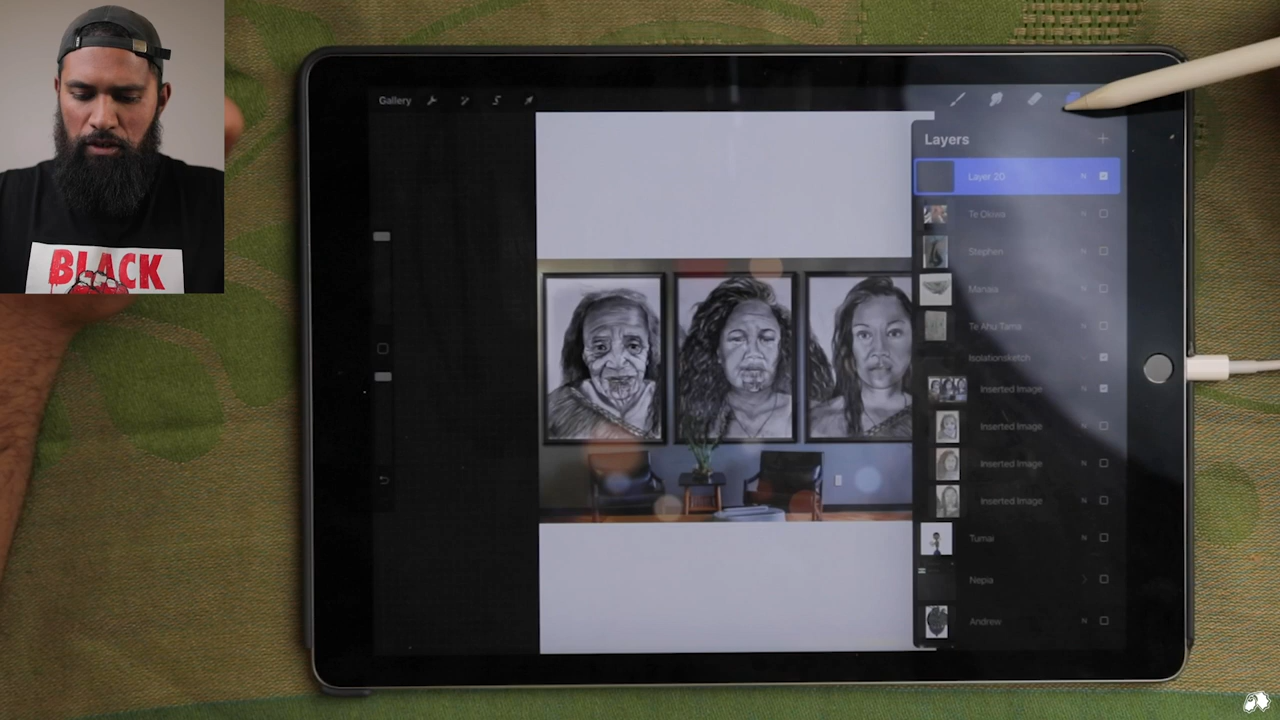 BLACK
Gallery
Layers
Layer 20
N
Te Okiwa
N
Stephen
N
Manaia
N
Te Ahu Tama
N
Isolationsketch
Inserted Image
N
Inserted Image
N
Inserted Image
N
Inserted Image
N
Tumai
N
Nepia
Andrew
N